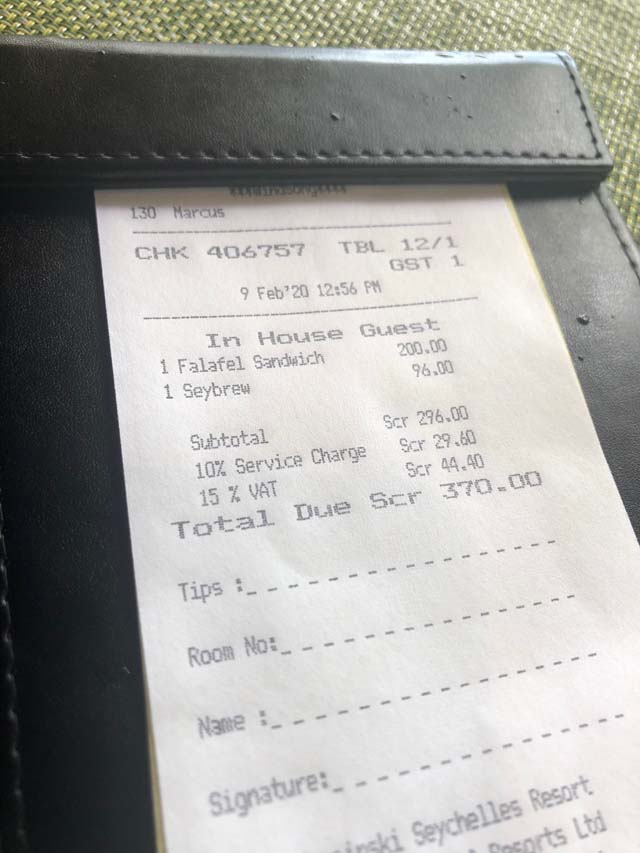 130 Marcus
CHK 406757 TBL 12/1
GST 1
9 Feb'20 12:56 PM
In House Guest
1 Falafel Sandwich 200.00
1 Seybrew 96.00
Subtotal Scr 296.00
10% Service Charge Scr 29.60
15 % VAT Scr 44.40
Total Due Scr 370.00
Tips :
Room No:
Name :
Signature:
Seychelles Resort
Resorts Ltd